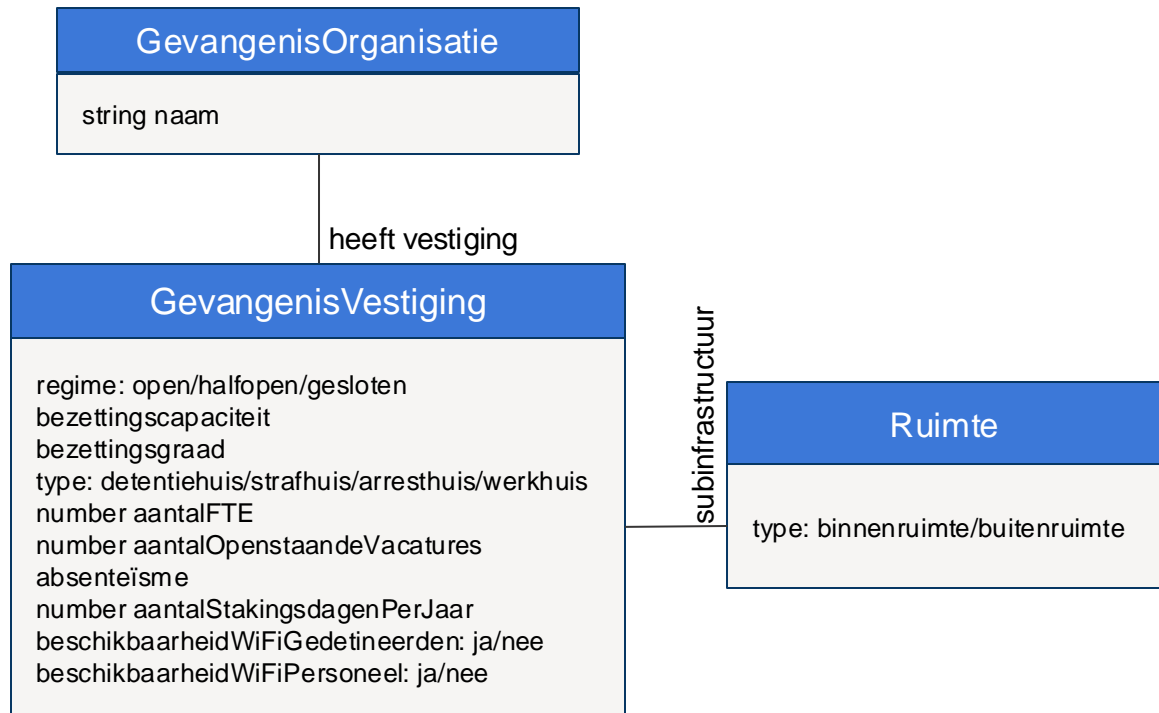 GevangenisOrganisatie
string naam
heeft vestiging
GevangenisVestiging
regime: open/halfopen/gesloten
bezettingscapaciteit
bezettingsgraad
type: detentiehuis/strafhuis/arresthuis/werkhuis
number aantalFTE
number aantalOpenstaandeVacatures
absenteïsme
number aantalStakingsdagenPerJaar
beschikbaarheidWiFiGedetineerden: ja/nee
beschikbaarheidWiFiPersoneel: ja/nee
subinfrastructuur
Ruimte
type: binnenruimte/buitenruimte